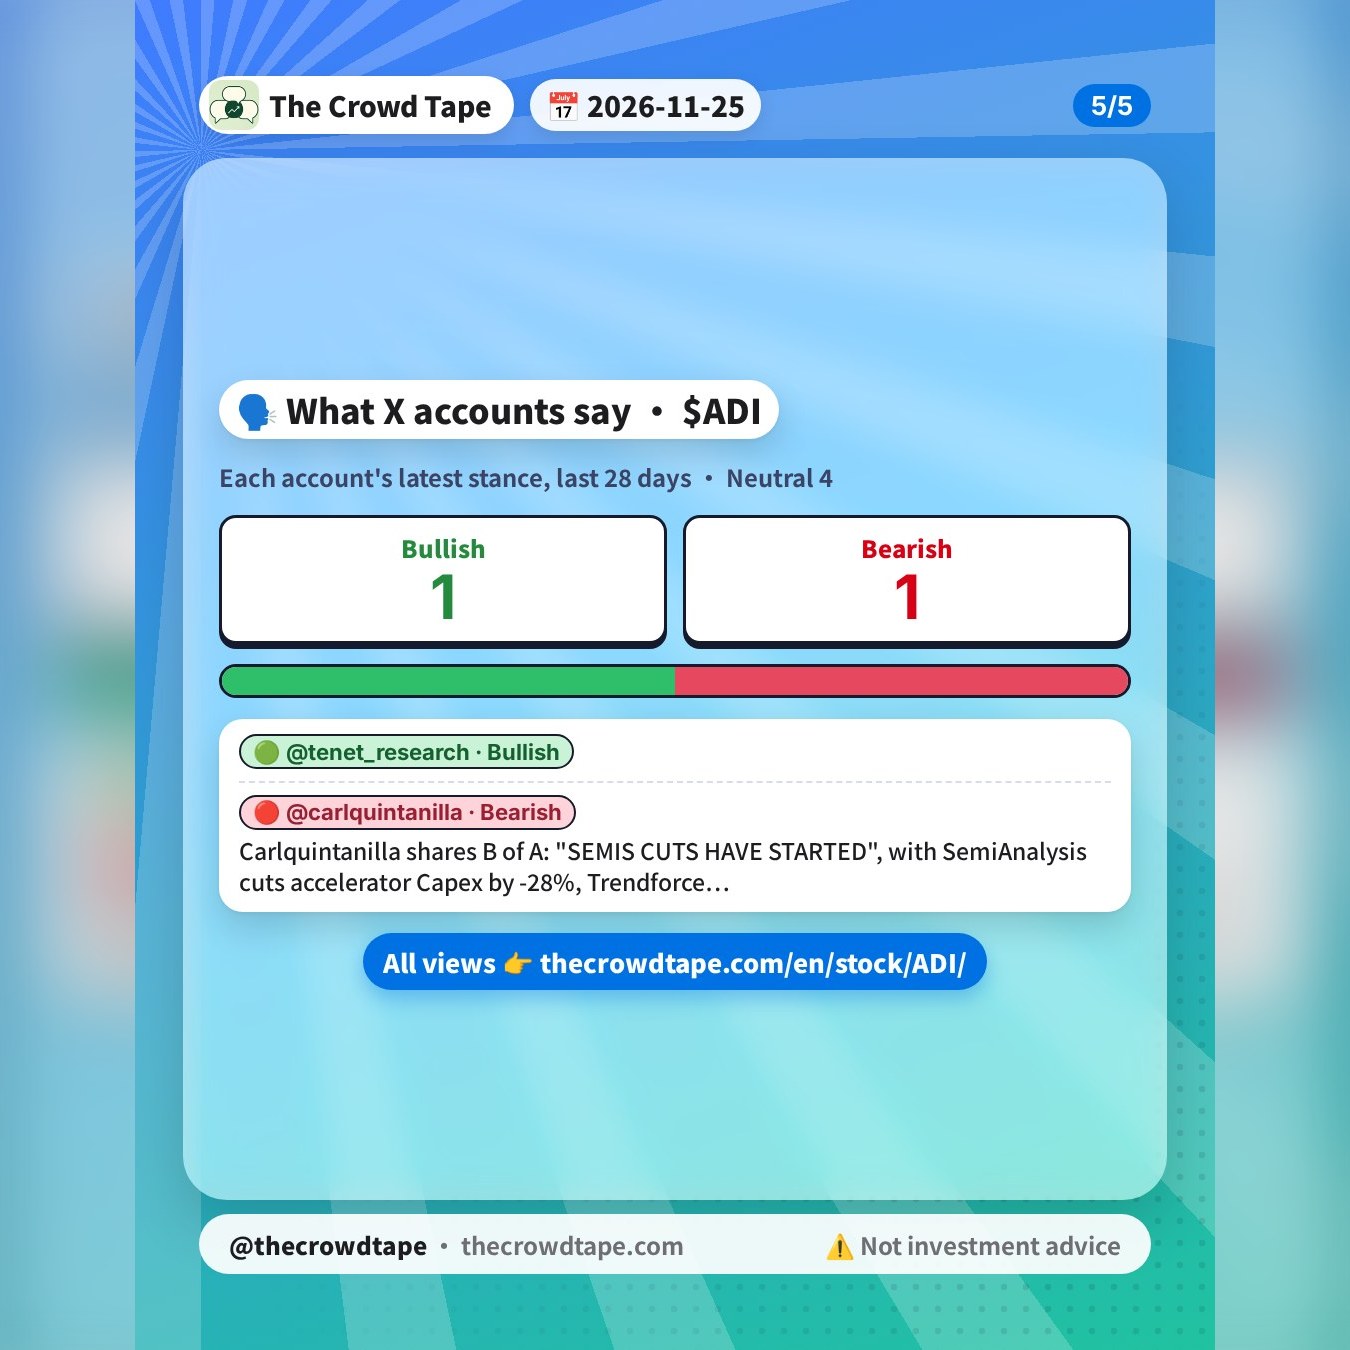 The Crowd Tape
📅 2026-11-25
5/5
🗣️ What X accounts say • $ADI
Each account's latest stance, last 28 days • Neutral 4
Bullish
1
Bearish
1
🟢 @tenet_research · Bullish
🔴 @carlquintanilla · Bearish
Carlquintanilla shares B of A: "SEMIS CUTS HAVE STARTED", with SemiAnalysis
cuts accelerator Capex by -28%, Trendforce…
All views 👉 thecrowdtape.com/en/stock/ADI/
@thecrowdtape • thecrowdtape.com
⚠️ Not investment advice